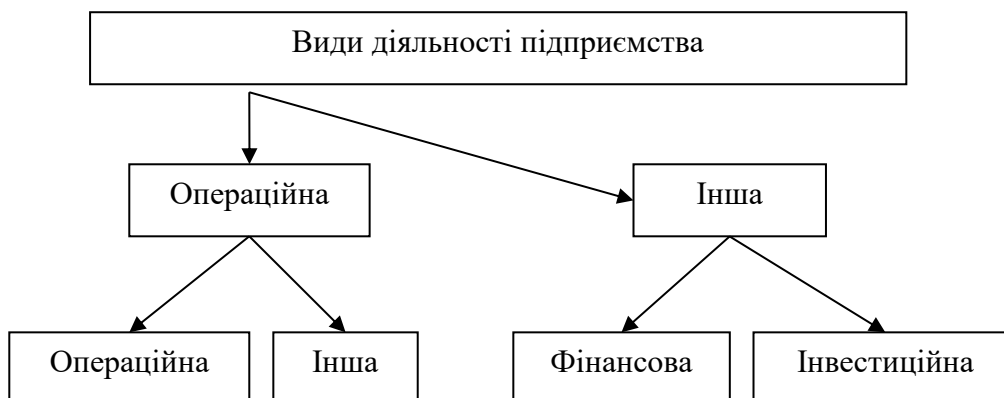 Види діяльності підприємства
Операційна
Інша
Операційна
Інша
Фінансова
Інвестиційна